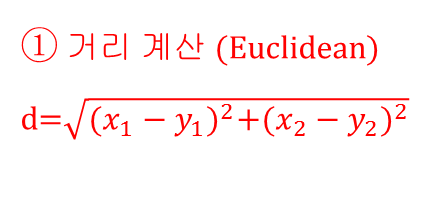 ① 거리 계산 (Euclidean)
d=√(x₁ − y₁)²+(x₂ − y₂)²